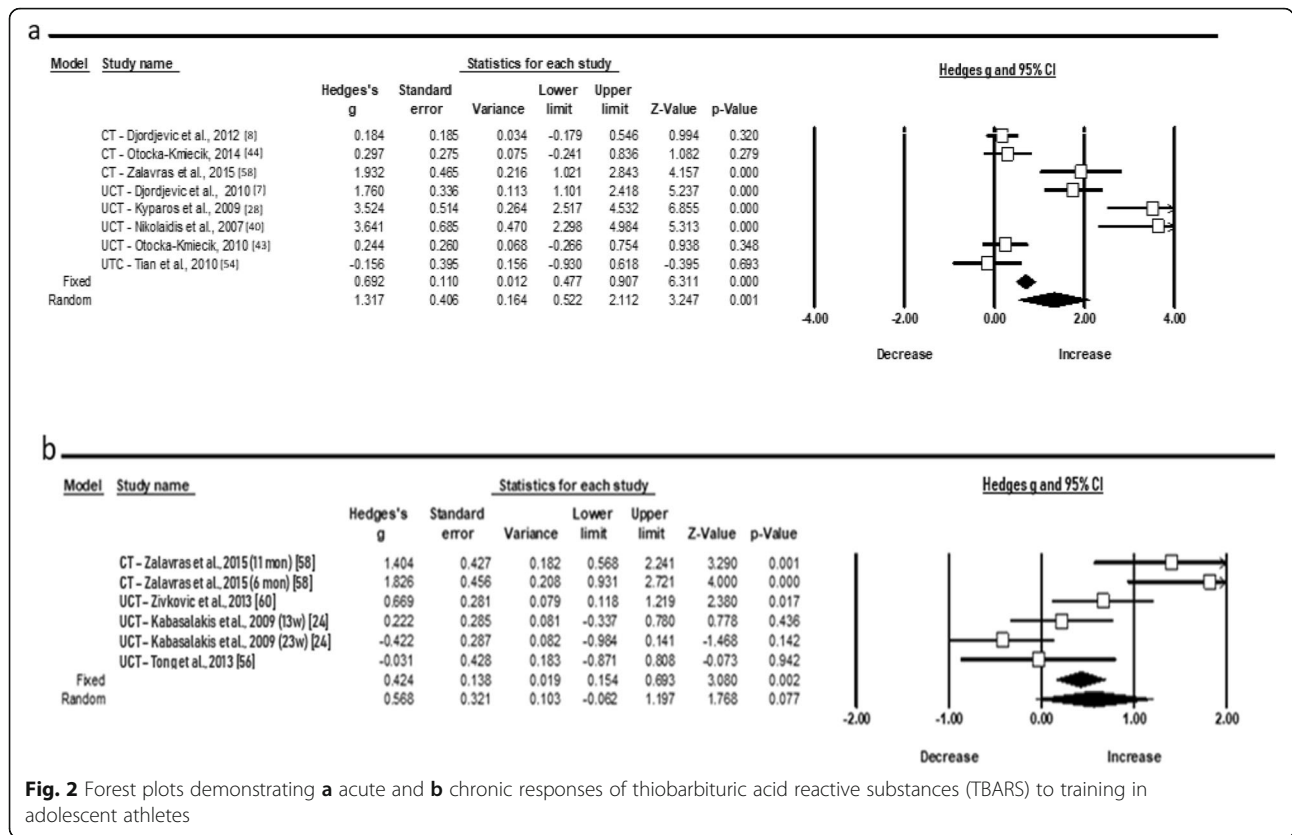 a
Model Study name Statistics for each study Hedges g and 95% CI
Hedges's g Standard error Variance Lower limit Upper limit Z-Value p-Value
CT - Djordjevic et al., 2012 [8] 0.184 0.185 0.034 -0.179 0.546 0.994 0.320
CT - Otocka-Kmiecik, 2014 [44] 0.297 0.275 0.075 -0.241 0.836 1.082 0.279
CT - Zalavras et al., 2015 [58] 1.932 0.465 0.216 1.021 2.843 4.157 0.000
UCT - Djordjevic et al., 2010 [7] 1.760 0.336 0.113 1.101 2.418 5.237 0.000
UCT - Kyparos et al., 2009 [28] 3.524 0.514 0.264 2.517 4.532 6.855 0.000
UCT - Nikolaidis et al., 2007 [40] 3.641 0.685 0.470 2.298 4.984 5.313 0.000
UCT - Otocka-Kmiecik, 2010 [43] 0.244 0.260 0.068 -0.266 0.754 0.938 0.348
UTC - Tian et al., 2010 [54] -0.156 0.395 0.156 -0.930 0.618 -0.395 0.693
Fixed 0.692 0.110 0.012 0.477 0.907 6.311 0.000
Random 1.317 0.406 0.164 0.522 2.112 3.247 0.001
-4.00 -2.00 0.00 2.00 4.00
Decrease Increase
b
Model Study name Statistics for each study Hedges g and 95% CI
Hedges's g Standard error Variance Lower limit Upper limit Z-Value p-Value
CT – Zalavras et al., 2015 (11 mon) [58] 1.404 0.427 0.182 0.568 2.241 3.290 0.001
CT – Zalavras et al., 2015 (6 mon) [58] 1.826 0.456 0.208 0.931 2.721 4.000 0.000
UCT – Zivkovic et al., 2013 [60] 0.669 0.281 0.079 0.118 1.219 2.380 0.017
UCT – Kabasalakis et al., 2009 (13w) [24] 0.222 0.285 0.081 -0.337 0.780 0.778 0.436
UCT – Kabasalakis et al., 2009 (23w) [24] -0.422 0.287 0.082 -0.984 0.141 -1.468 0.142
UCT – Tong et al., 2013 [56] -0.031 0.428 0.183 -0.871 0.808 -0.073 0.942
Fixed 0.424 0.138 0.019 0.154 0.693 3.080 0.002
Random 0.568 0.321 0.103 -0.062 1.197 1.768 0.077
-2.00 -1.00 0.00 1.00 2.00
Decrease Increase
Fig. 2 Forest plots demonstrating a acute and b chronic responses of thiobarbituric acid reactive substances (TBARS) to training in
adolescent athletes